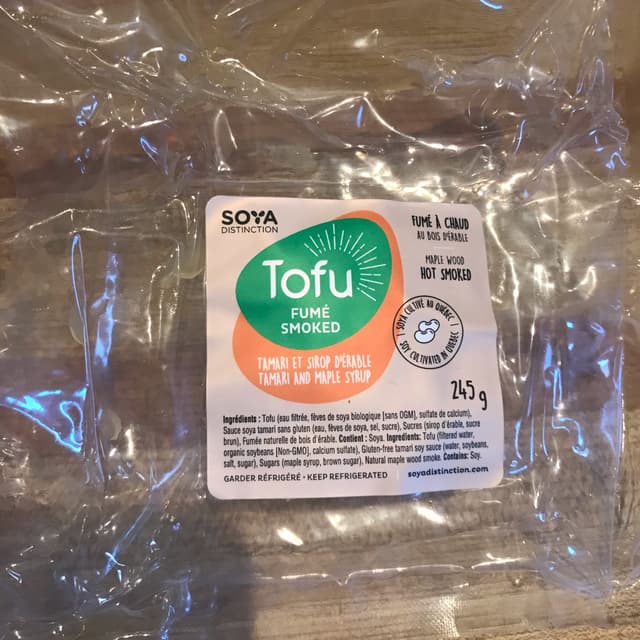 SOYA
DISTINCTION
Tofu
FUMÉ
SMOKED
TAMARI ET SIROP D'ÉRABLE
TAMARI AND MAPLE SYRUP
FUMÉ À CHAUD
AU BOIS D'ÉRABLE
MAPLE WOOD
HOT SMOKED
SOYA CULTIVÉ AU QUÉBEC
SOY CULTIVATED IN QUEBEC
245 g
Ingrédients : Tofu (eau filtrée, fèves de soya biologique [sans OGM), sulfate de calcium),
Sauce soya tamari sans gluten (eau, fèves de soya, sel, sucre), Sucres (sirop d'érable, sucre
brun), Fumée naturelle de bois d'érable. Contient : Soya. Ingredients: Tofu (filtered water,
organic soybeans [Non-GMO], calcium sulfate), Gluten-free tamari soy sauce (water, soybeans,
salt, sugar), Sugars (maple syrup, brown sugar), Natural maple wood smoke. Contains: Soy.
GARDER RÉFRIGÉRÉ • KEEP REFRIGERATED
soyadistinction.com